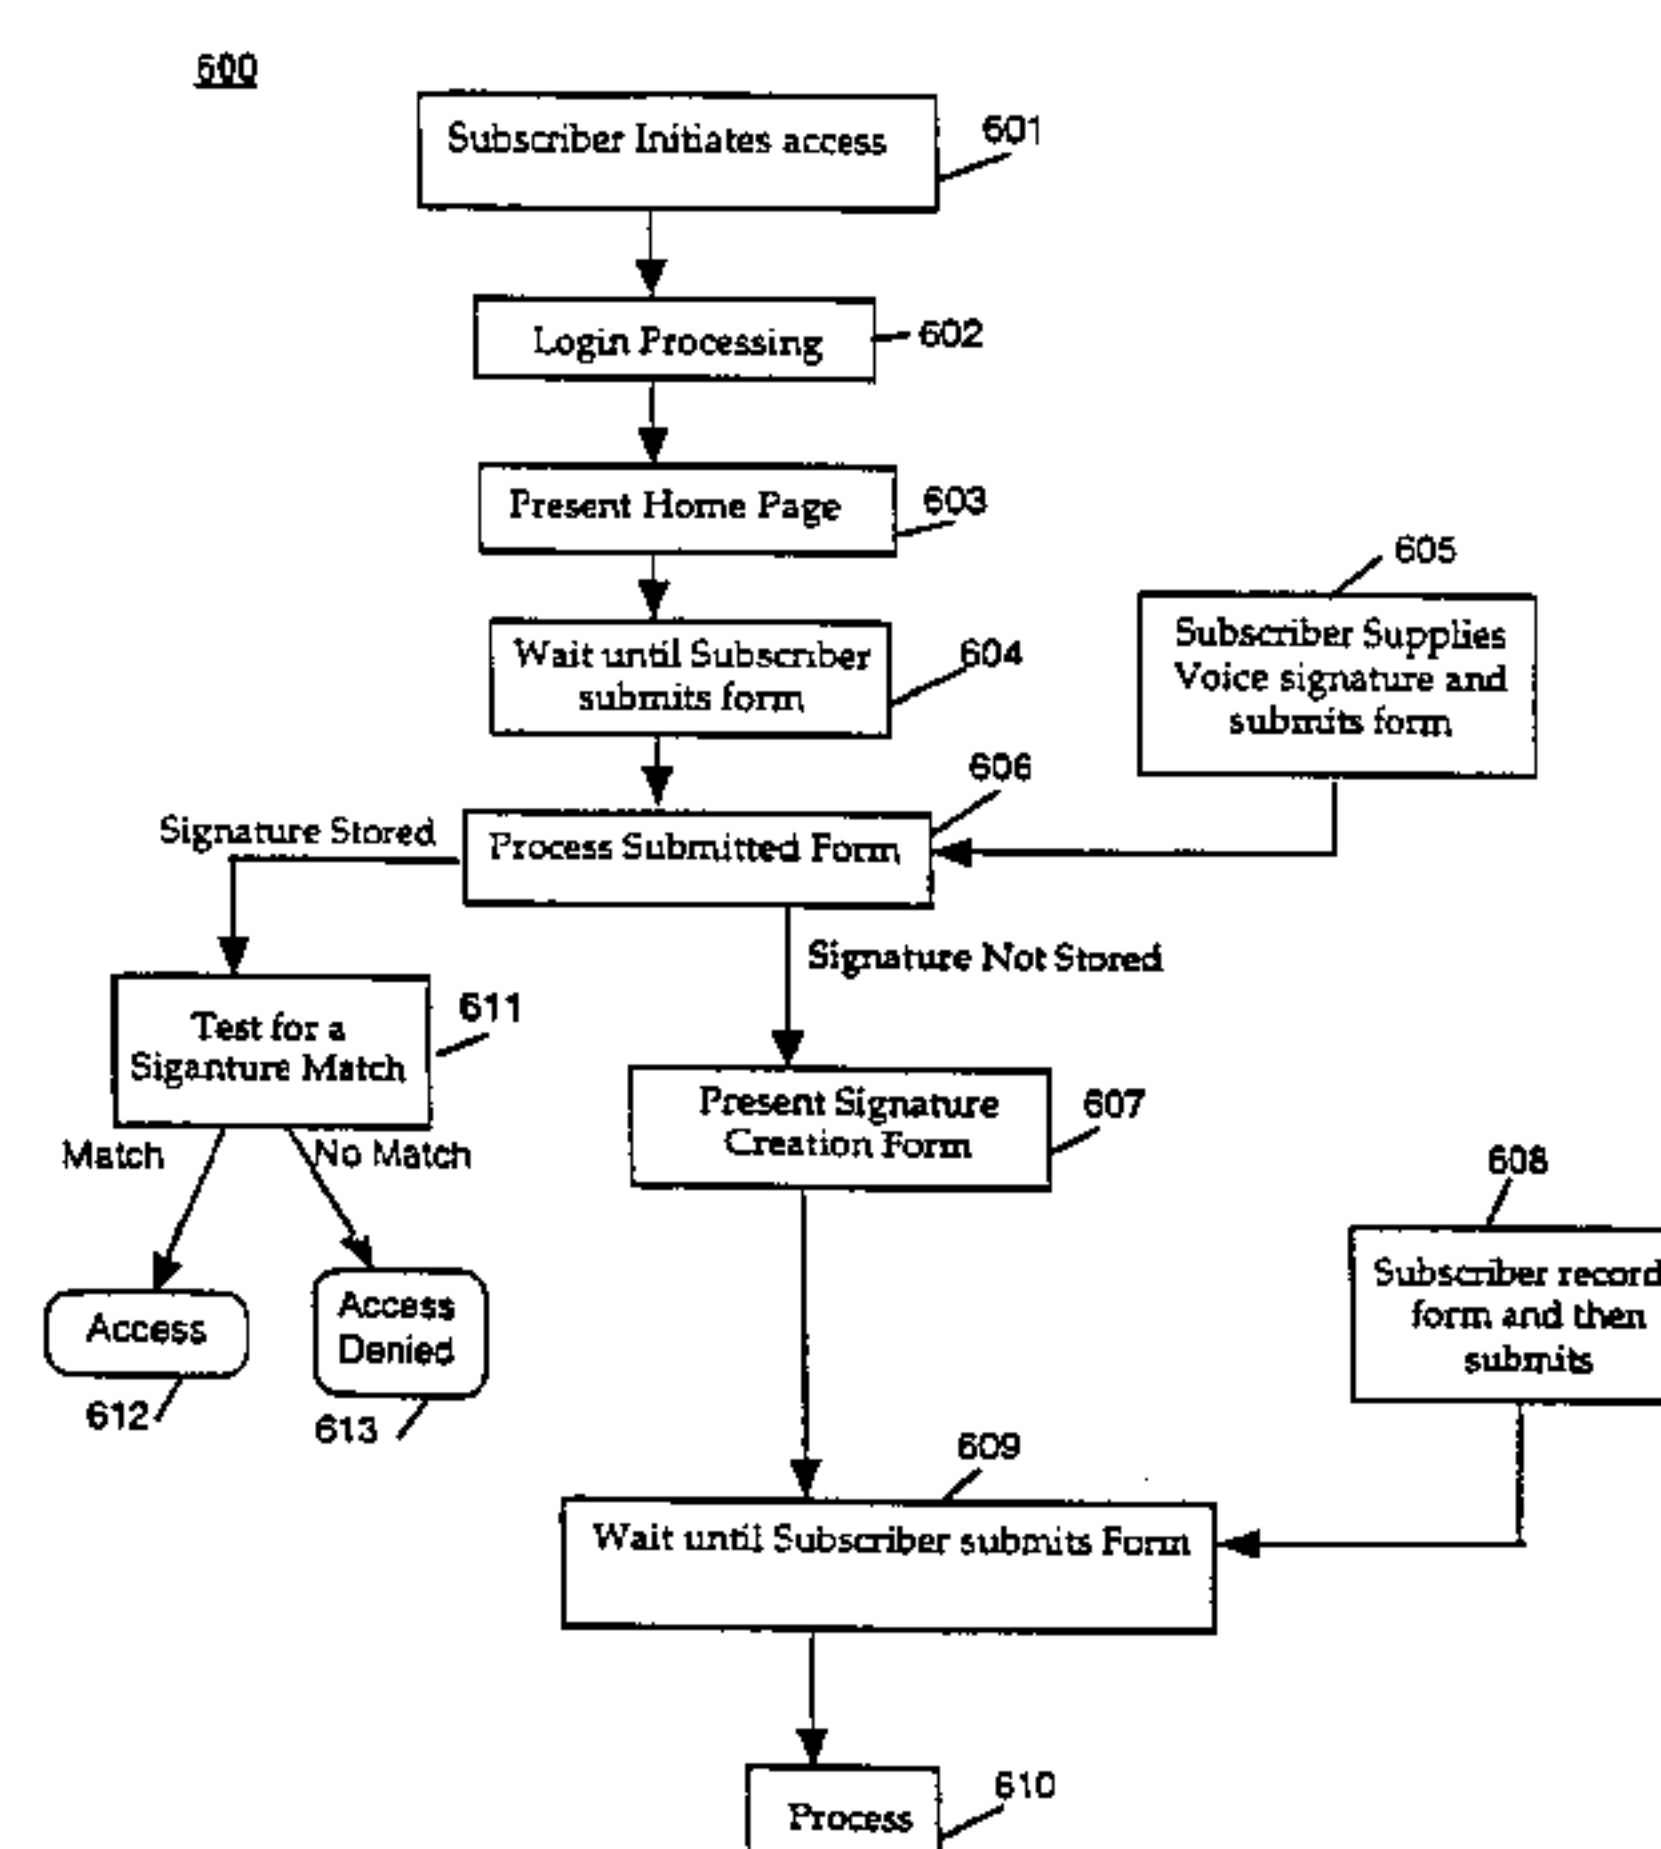 600
Subscriber Initiates access
601
Login Processing
602
Present Home Page
603
Wait until Subscriber
submits form
604
605
Subscriber Supplies
Voice signature and
submits form
606
Signature Stored
Process Submitted Form
Signature Not Stored
Test for a
Siganture Match
611
Present Signature
Creation Form
607
Match
No Match
608
Subscriber record
form and then
submits
Access
Access
Denied
612
613
609
Wait until Subscriber submits Form
610
Process